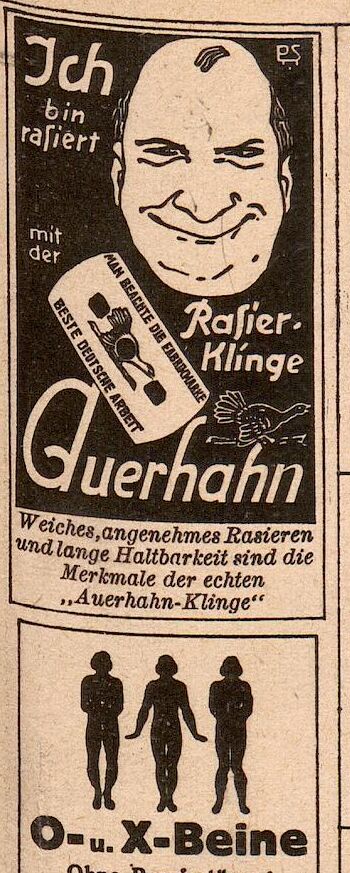 Ich
PS
bin
rasiert
mit
der
MAN BEACHTE DIE FABRIKMARKE
BESTE DEUTSCHE ARBEIT
Rasier-
Klinge
Auerhahn
Weiches, angenehmes Rasieren
und lange Haltbarkeit sind die
Merkmale der echten
„Auerhahn-Klinge“
O- u. X-Beine